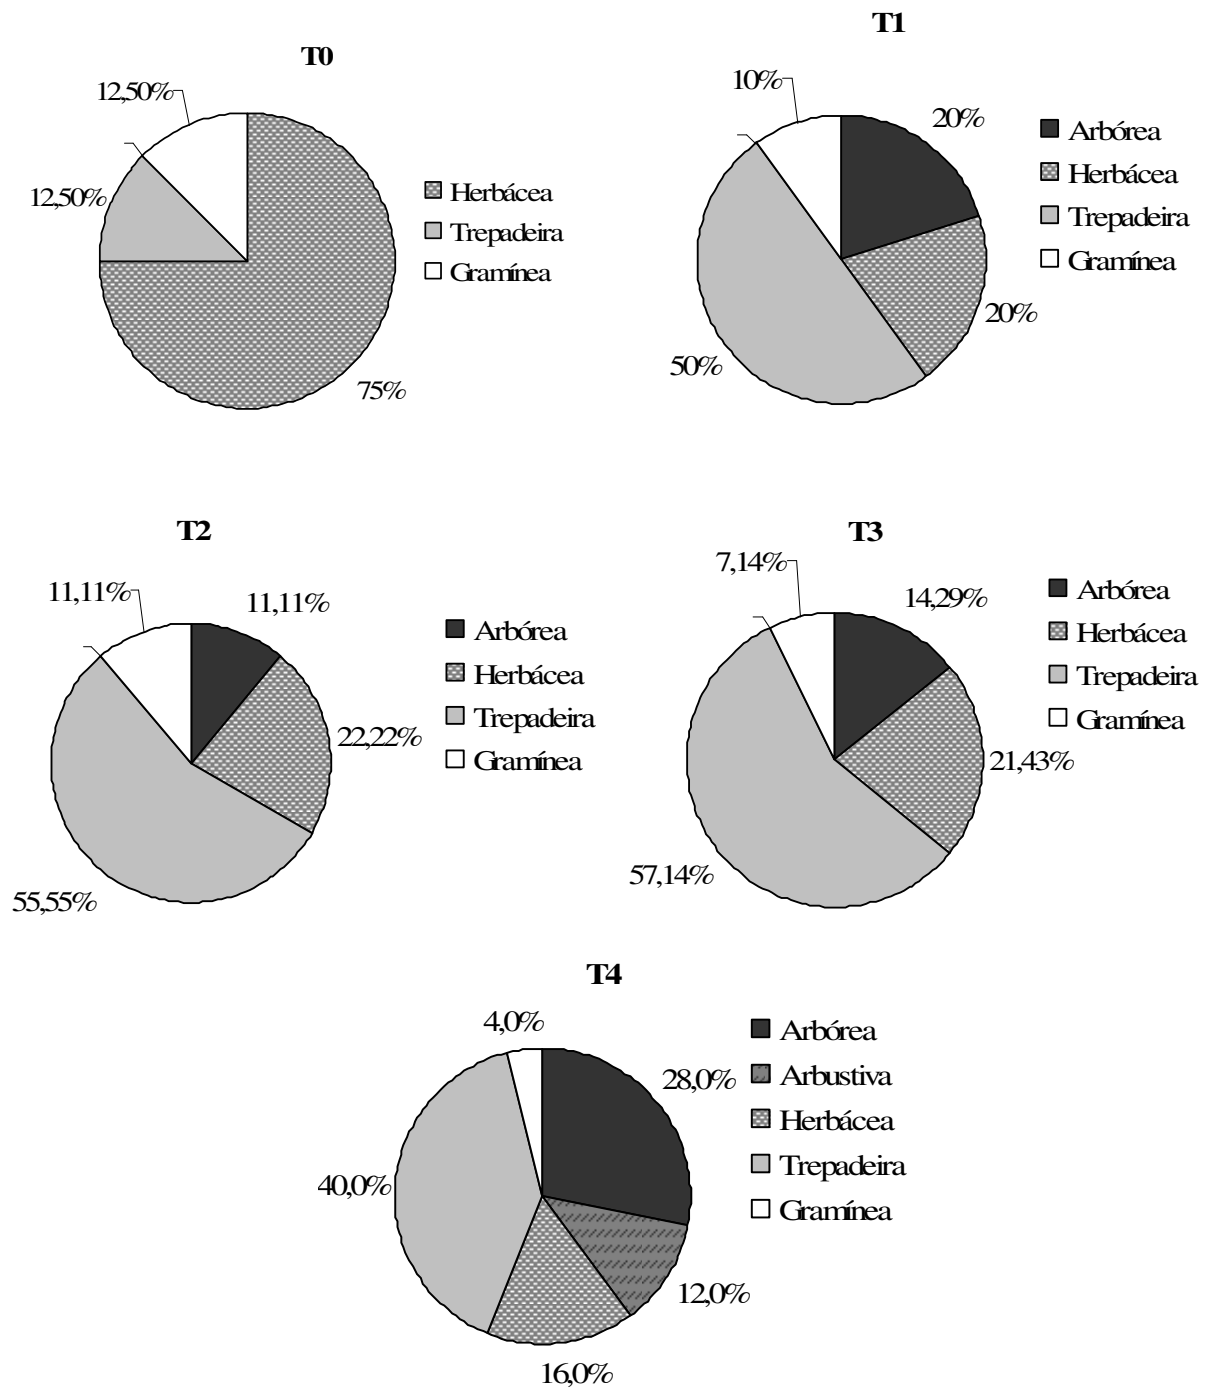 T0
12,50%
12,50%
75%
Herbácea
Trepadeira
Gramínea
T1
10%
20%
20%
50%
Arbórea
Herbácea
Trepadeira
Gramínea
T2
11,11%
11,11%
22,22%
55,55%
Arbórea
Herbácea
Trepadeira
Gramínea
T3
7,14%
14,29%
21,43%
57,14%
Arbórea
Herbácea
Trepadeira
Gramínea
T4
4,0%
28,0%
40,0%
12,0%
16,0%
Arbórea
Arbustiva
Herbácea
Trepadeira
Gramínea